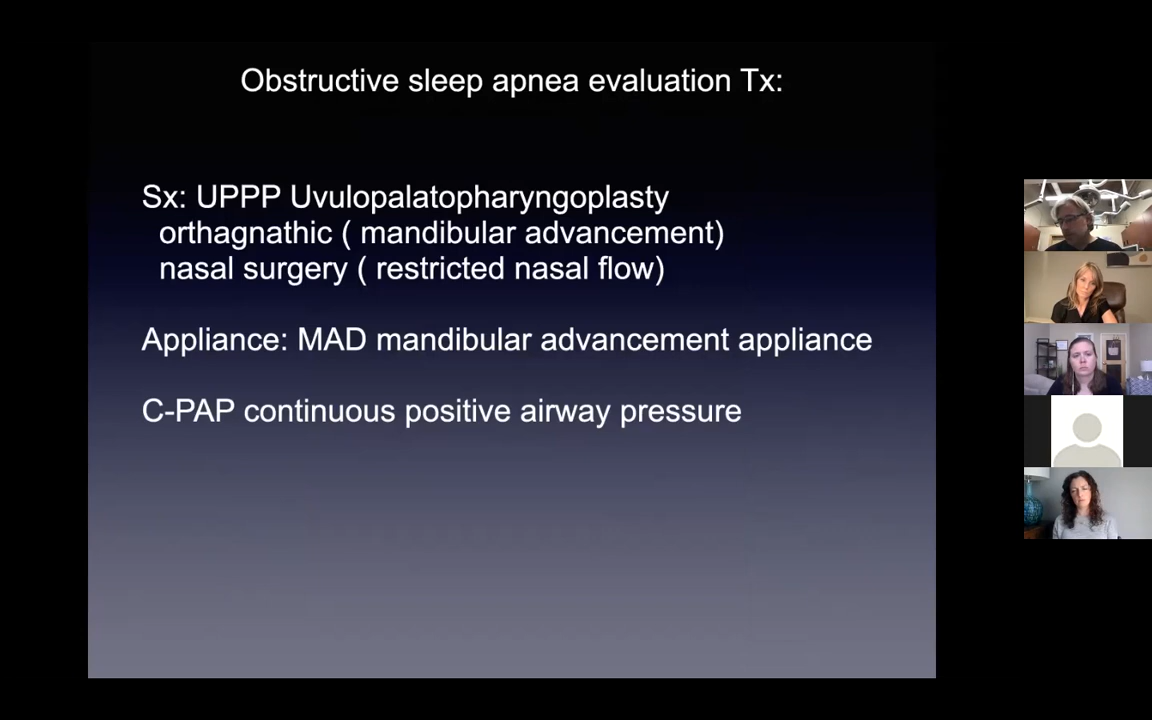 Obstructive sleep apnea evaluation Tx:
Sx: UPPP Uvulopalatopharyngoplasty
orthagnathic ( mandibular advancement)
nasal surgery ( restricted nasal flow)
Appliance: MAD mandibular advancement appliance
C-PAP continuous positive airway pressure